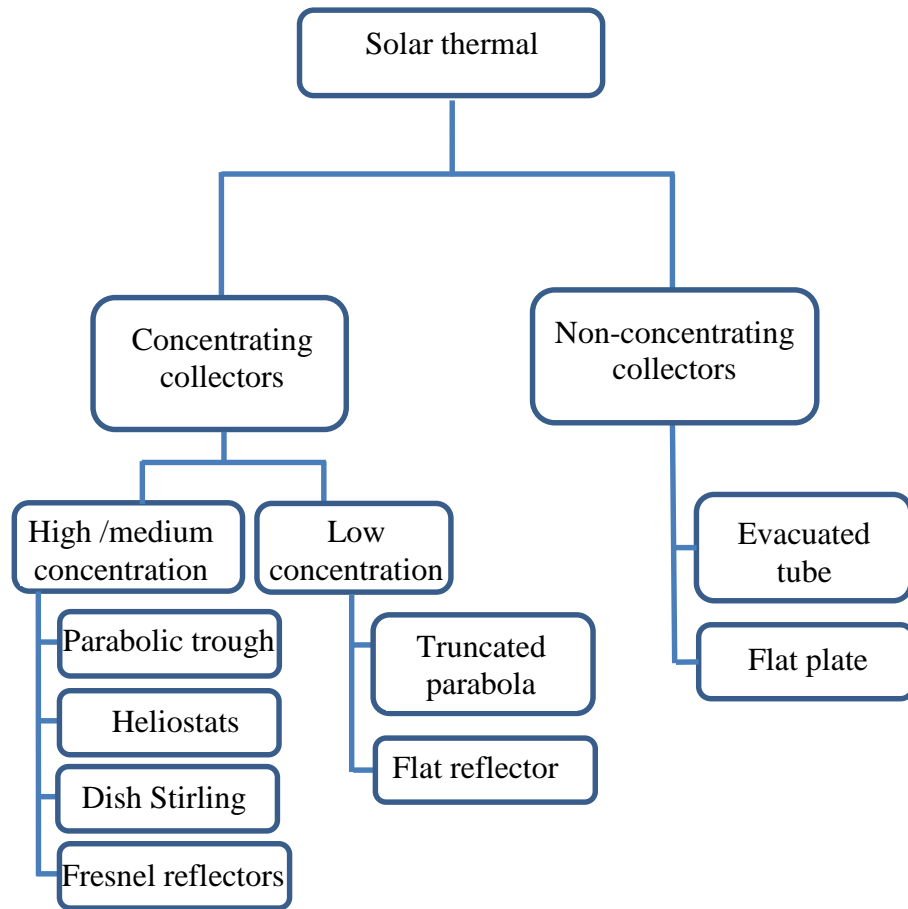 Solar thermal
Concentrating
collectors
Non-concentrating
collectors
High /medium
concentration
Low
concentration
Parabolic trough
Heliostats
Dish Stirling
Fresnel reflectors
Truncated
parabola
Flat reflector
Evacuated
tube
Flat plate